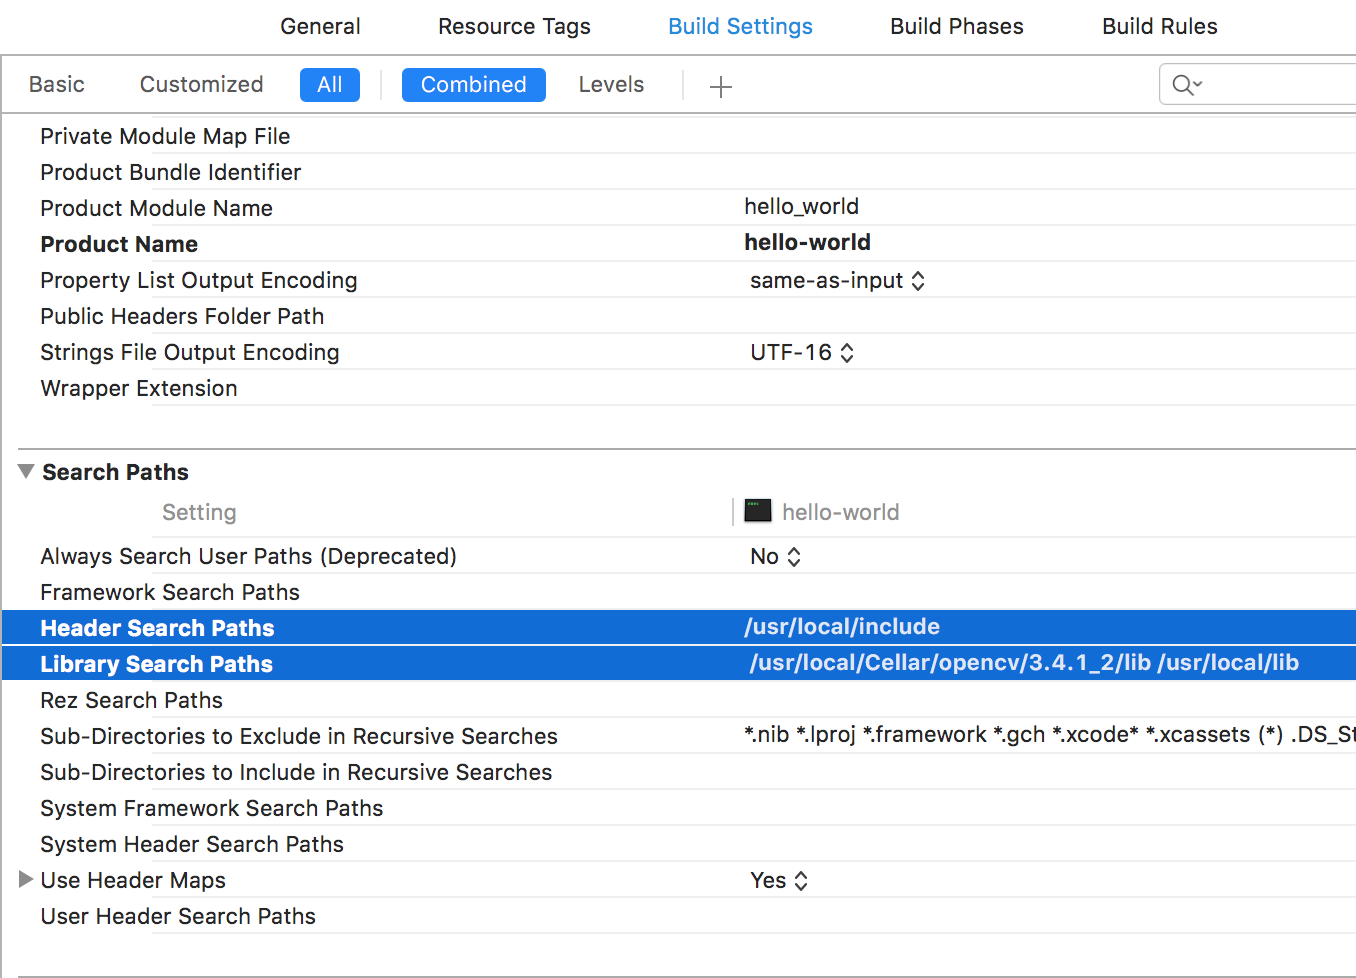 General Resource Tags Build Settings Build Phases Build Rules
Basic Customized All Combined Levels
Private Module Map File
Product Bundle Identifier
Product Module Name hello_world
Product Name hello-world
Property List Output Encoding same-as-input
Public Headers Folder Path
Strings File Output Encoding UTF-16
Wrapper Extension
Search Paths
Setting hello-world
Always Search User Paths (Deprecated) No
Framework Search Paths
Header Search Paths /usr/local/include
Library Search Paths /usr/local/Cellar/opencv/3.4.1_2/lib /usr/local/lib
Rez Search Paths
Sub-Directories to Exclude in Recursive Searches *.nib *.lproj *.framework *.gch *.xcode* *.xcassets (*) .DS_St
Sub-Directories to Include in Recursive Searches
System Framework Search Paths
System Header Search Paths
Use Header Maps Yes
User Header Search Paths